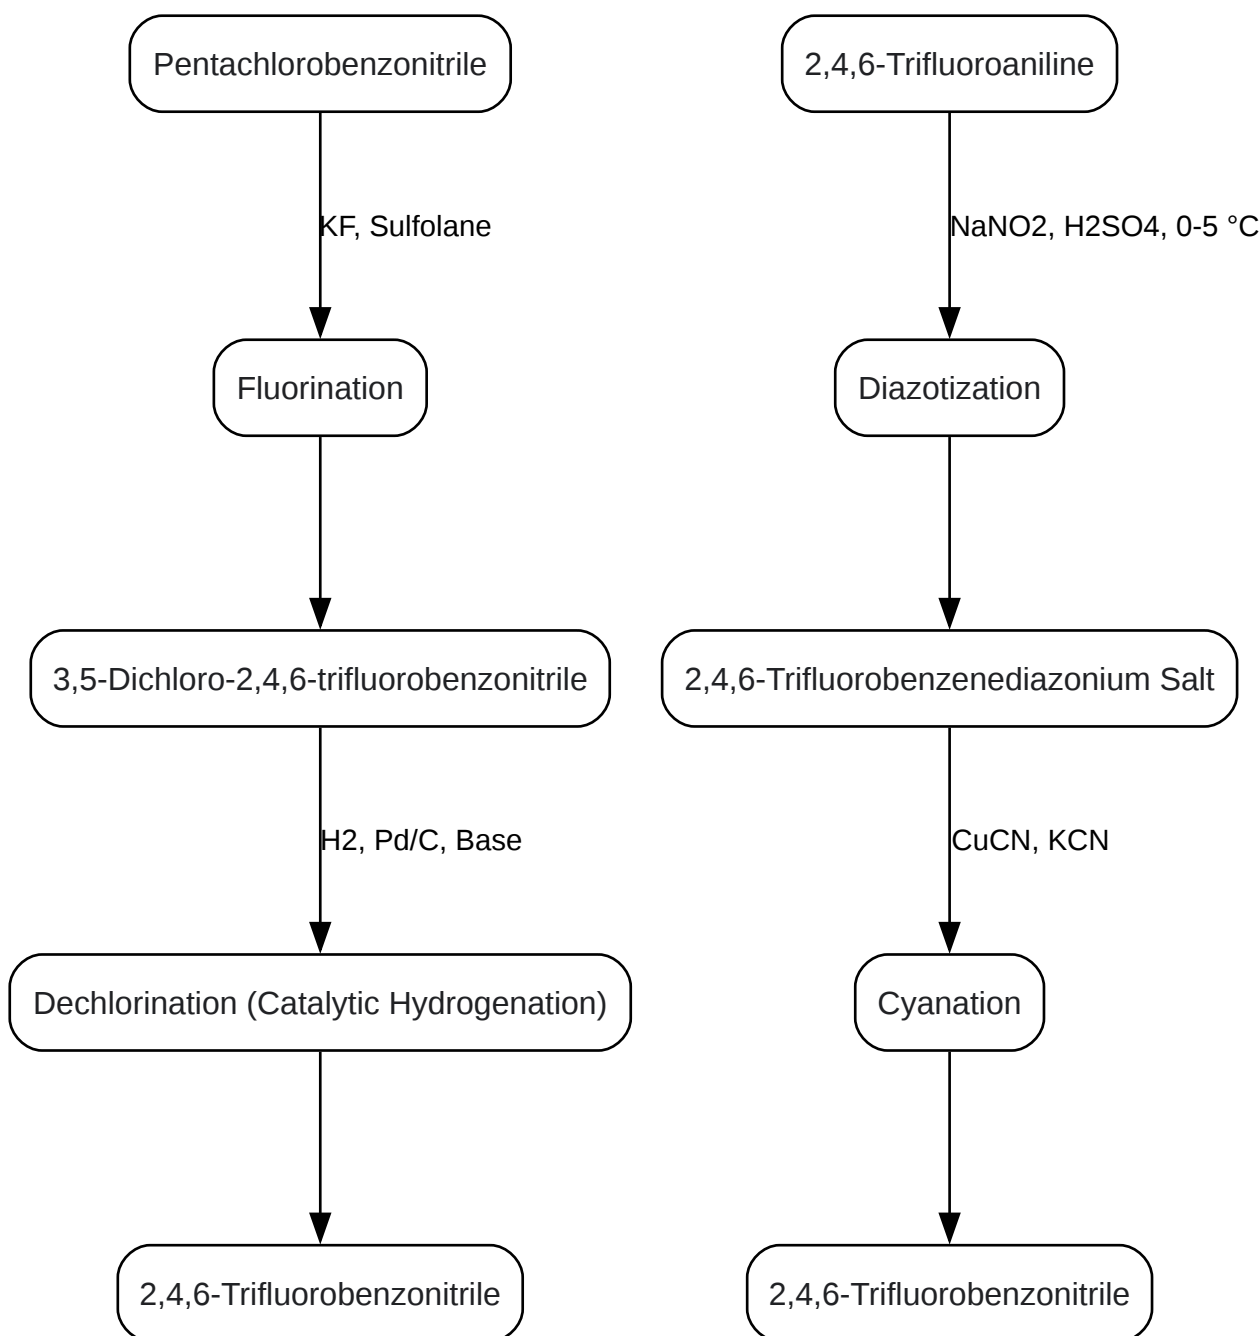 Pentachlorobenzonitrile
KF, Sulfolane
Fluorination
3,5-Dichloro-2,4,6-trifluorobenzonitrile
H2, Pd/C, Base
Dechlorination (Catalytic Hydrogenation)
2,4,6-Trifluorobenzonitrile
2,4,6-Trifluoroaniline
NaNO2, H2SO4, 0-5 °C
Diazotization
2,4,6-Trifluorobenzenediazonium Salt
CuCN, KCN
Cyanation
2,4,6-Trifluorobenzonitrile